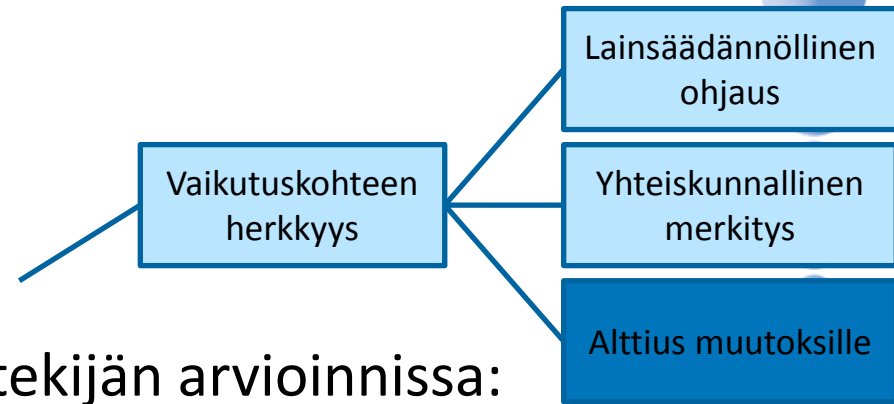 Lainsäädännöllinen
ohjaus
Vaikutuskohteen
herkkyys
Yhteiskunnallinen
merkitys
Alttius muutoksille
tekijän arvioinnissa: